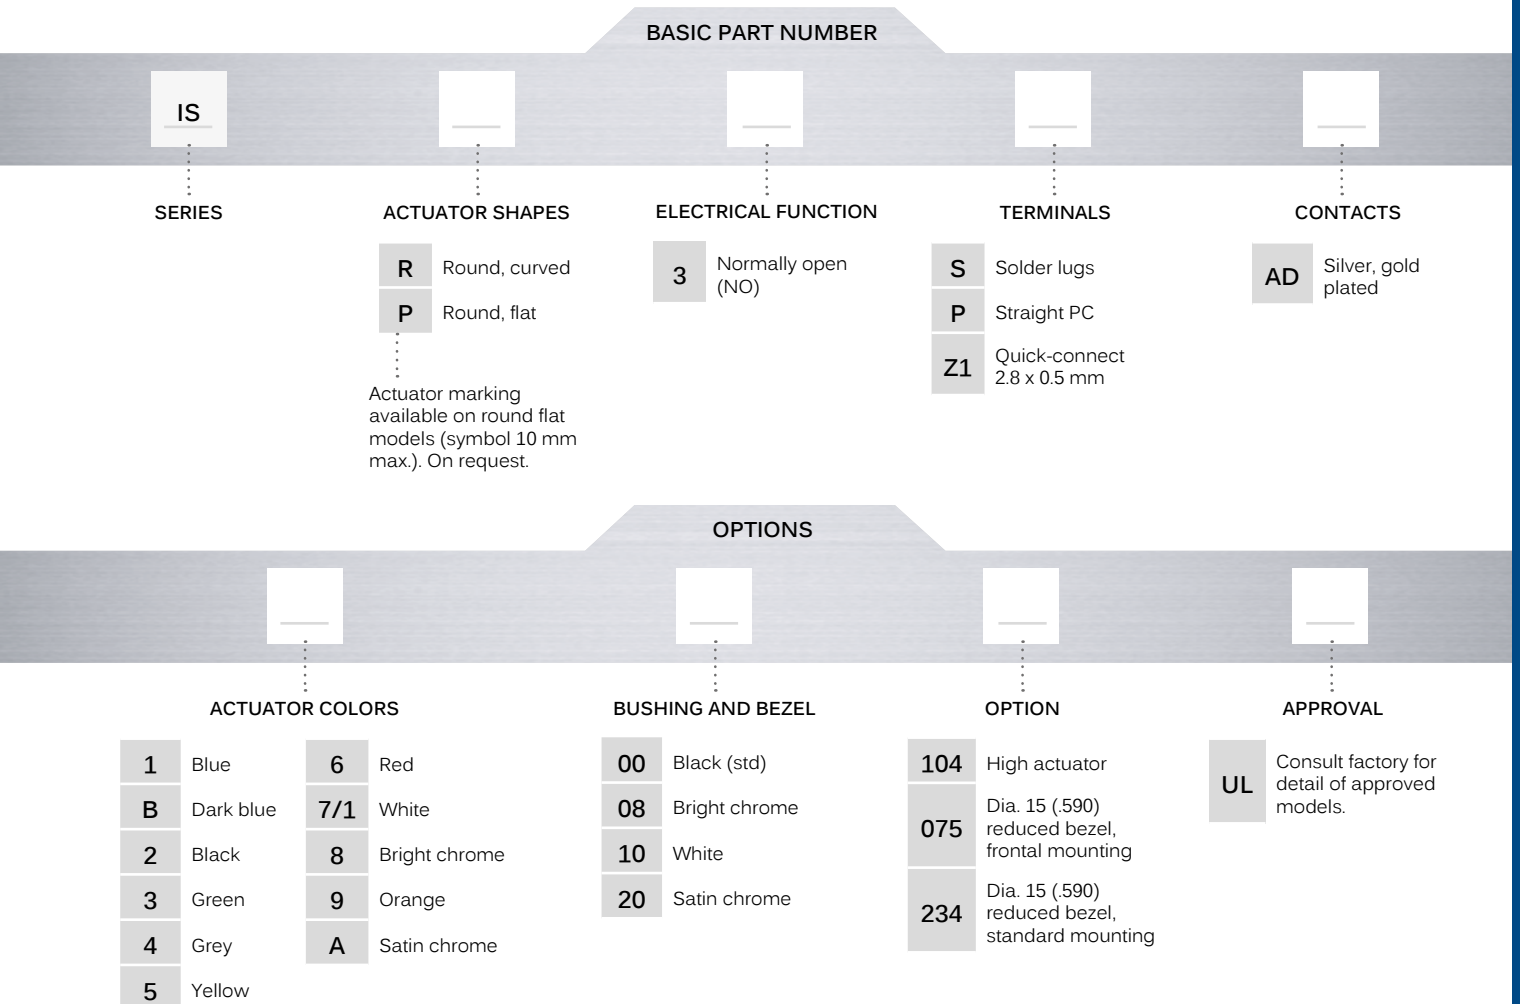 BASIC PART NUMBER
IS
SERIES
ACTUATOR SHAPES
R Round, curved
P Round, flat
Actuator marking
available on round flat
models (symbol 10 mm
max.). On request.
ELECTRICAL FUNCTION
3 Normally open
(NO)
TERMINALS
S Solder lugs
P Straight PC
Z1 Quick-connect
2.8 x 0.5 mm
CONTACTS
AD Silver, gold
plated
OPTIONS
ACTUATOR COLORS
1 Blue
B Dark blue
2 Black
3 Green
4 Grey
5 Yellow
6 Red
7/1 White
8 Bright chrome
9 Orange
A Satin chrome
BUSHING AND BEZEL
00 Black (std)
08 Bright chrome
10 White
20 Satin chrome
OPTION
104 High actuator
075 Dia. 15 (.590)
reduced bezel,
frontal mounting
234 Dia. 15 (.590)
reduced bezel,
standard mounting
APPROVAL
UL Consult factory for
detail of approved
models.